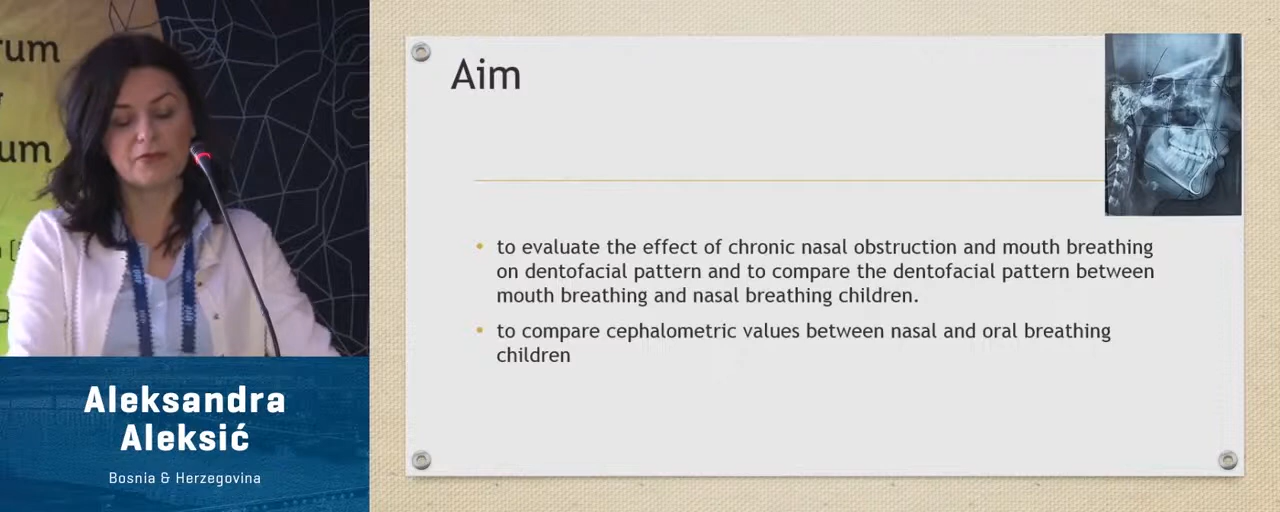 rum
um
Aim
to evaluate the effect of chronic nasal obstruction and mouth breathing
on dentofacial pattern and to compare the dentofacial pattern between
mouth breathing and nasal breathing children.
to compare cephalometric values between nasal and oral breathing
children
Aleksandra
Aleksić
Bosnia & Herzegovina